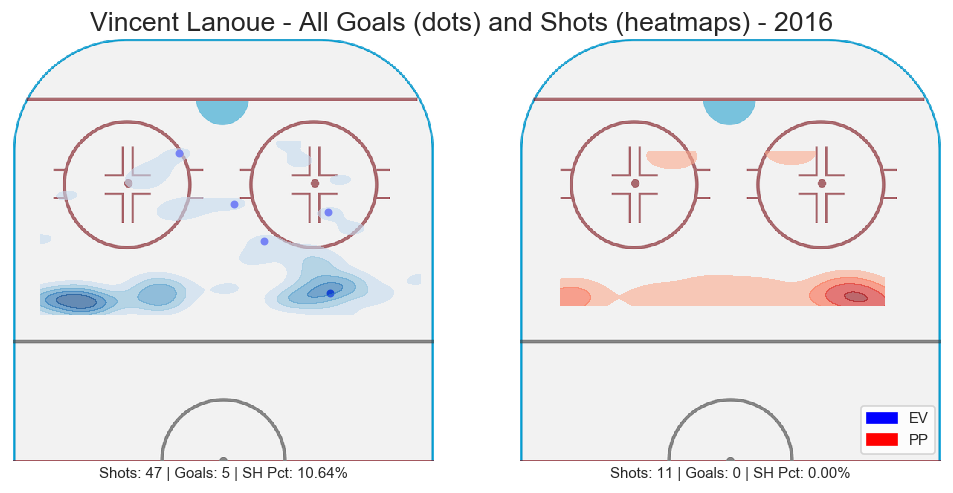 Vincent Lanoue - All Goals (dots) and Shots (heatmaps) - 2016
EV
PP
Shots: 47 | Goals: 5 | SH Pct: 10.64%
Shots: 11 | Goals: 0 | SH Pct: 0.00%